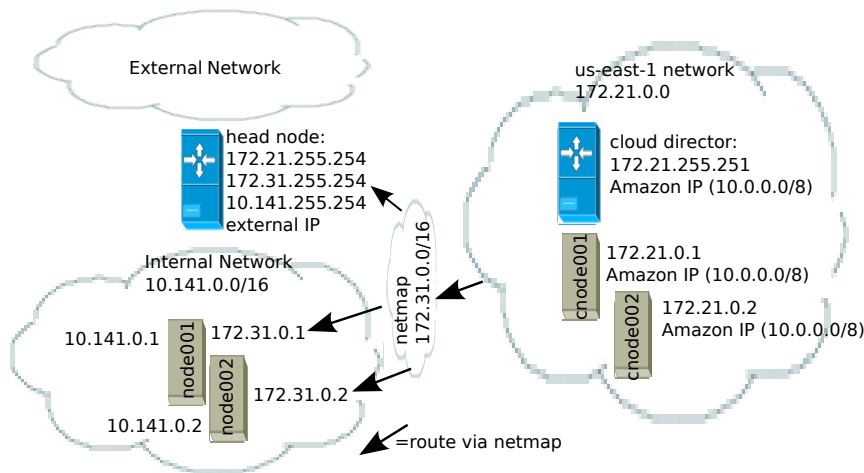 External Network
us-east-1 network
172.21.0.0
head node:
172.21.255.254
172.31.255.254
10.141.255.254
external IP
cloud director:
172.21.255.251
Amazon IP (10.0.0.0/8)
Internal Network
10.141.0.0/16
netmap
172.31.0.0/16
cnode001
172.21.0.1
Amazon IP (10.0.0.0/8)
cnode002
172.21.0.2
Amazon IP (10.0.0.0/8)
10.141.0.1
node001
172.31.0.1
node002
172.31.0.2
10.141.0.2
=route via netmap